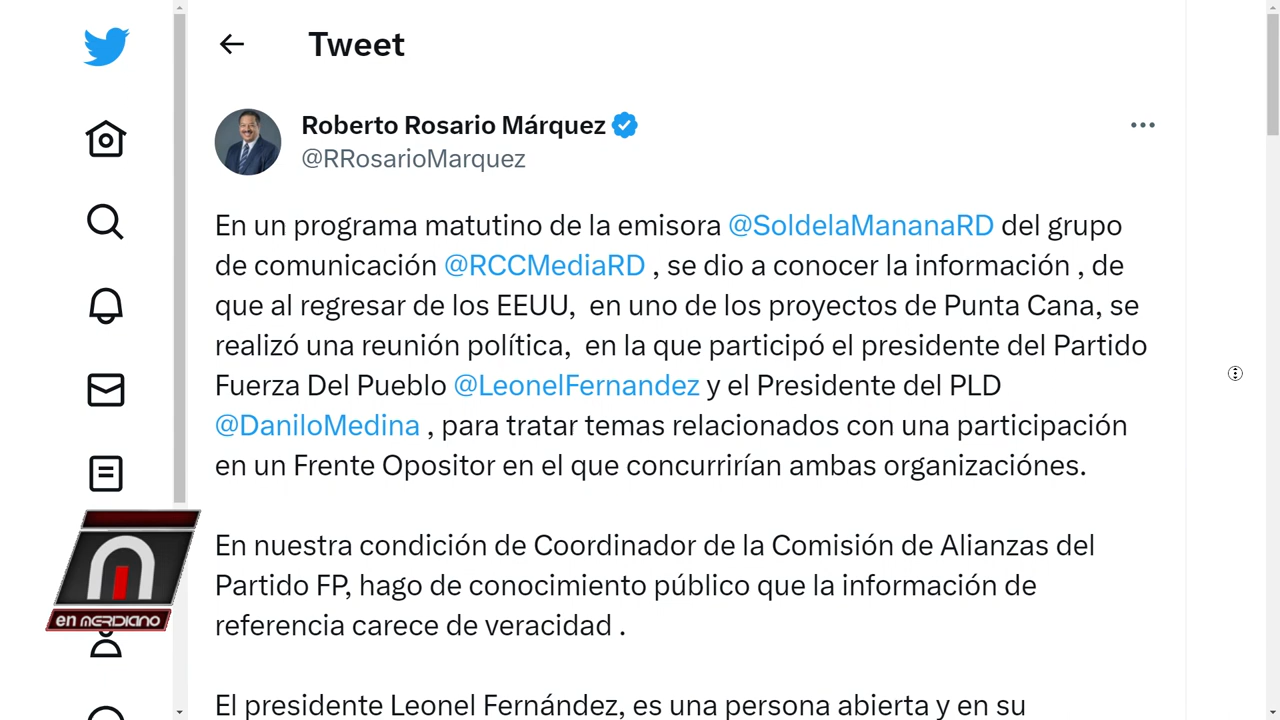 Tweet
Roberto Rosario Márquez
@RRosarioMarquez
En un programa matutino de la emisora @SoldelaMananaRD del grupo
de comunicación @RCCMediaRD , se dio a conocer la información , de
que al regresar de los EEUU,  en uno de los proyectos de Punta Cana, se
realizó una reunión política,  en la que participó el presidente del Partido
Fuerza Del Pueblo @LeonelFernandez y el Presidente del PLD
@DaniloMedina , para tratar temas relacionados con una participación
en un Frente Opositor en el que concurrirían ambas organizaciónes.
En nuestra condición de Coordinador de la Comisión de Alianzas del
Partido FP, hago de conocimiento público que la información de
referencia carece de veracidad .
en MERIDIANO
El presidente Leonel Fernández, es una persona abierta y en su